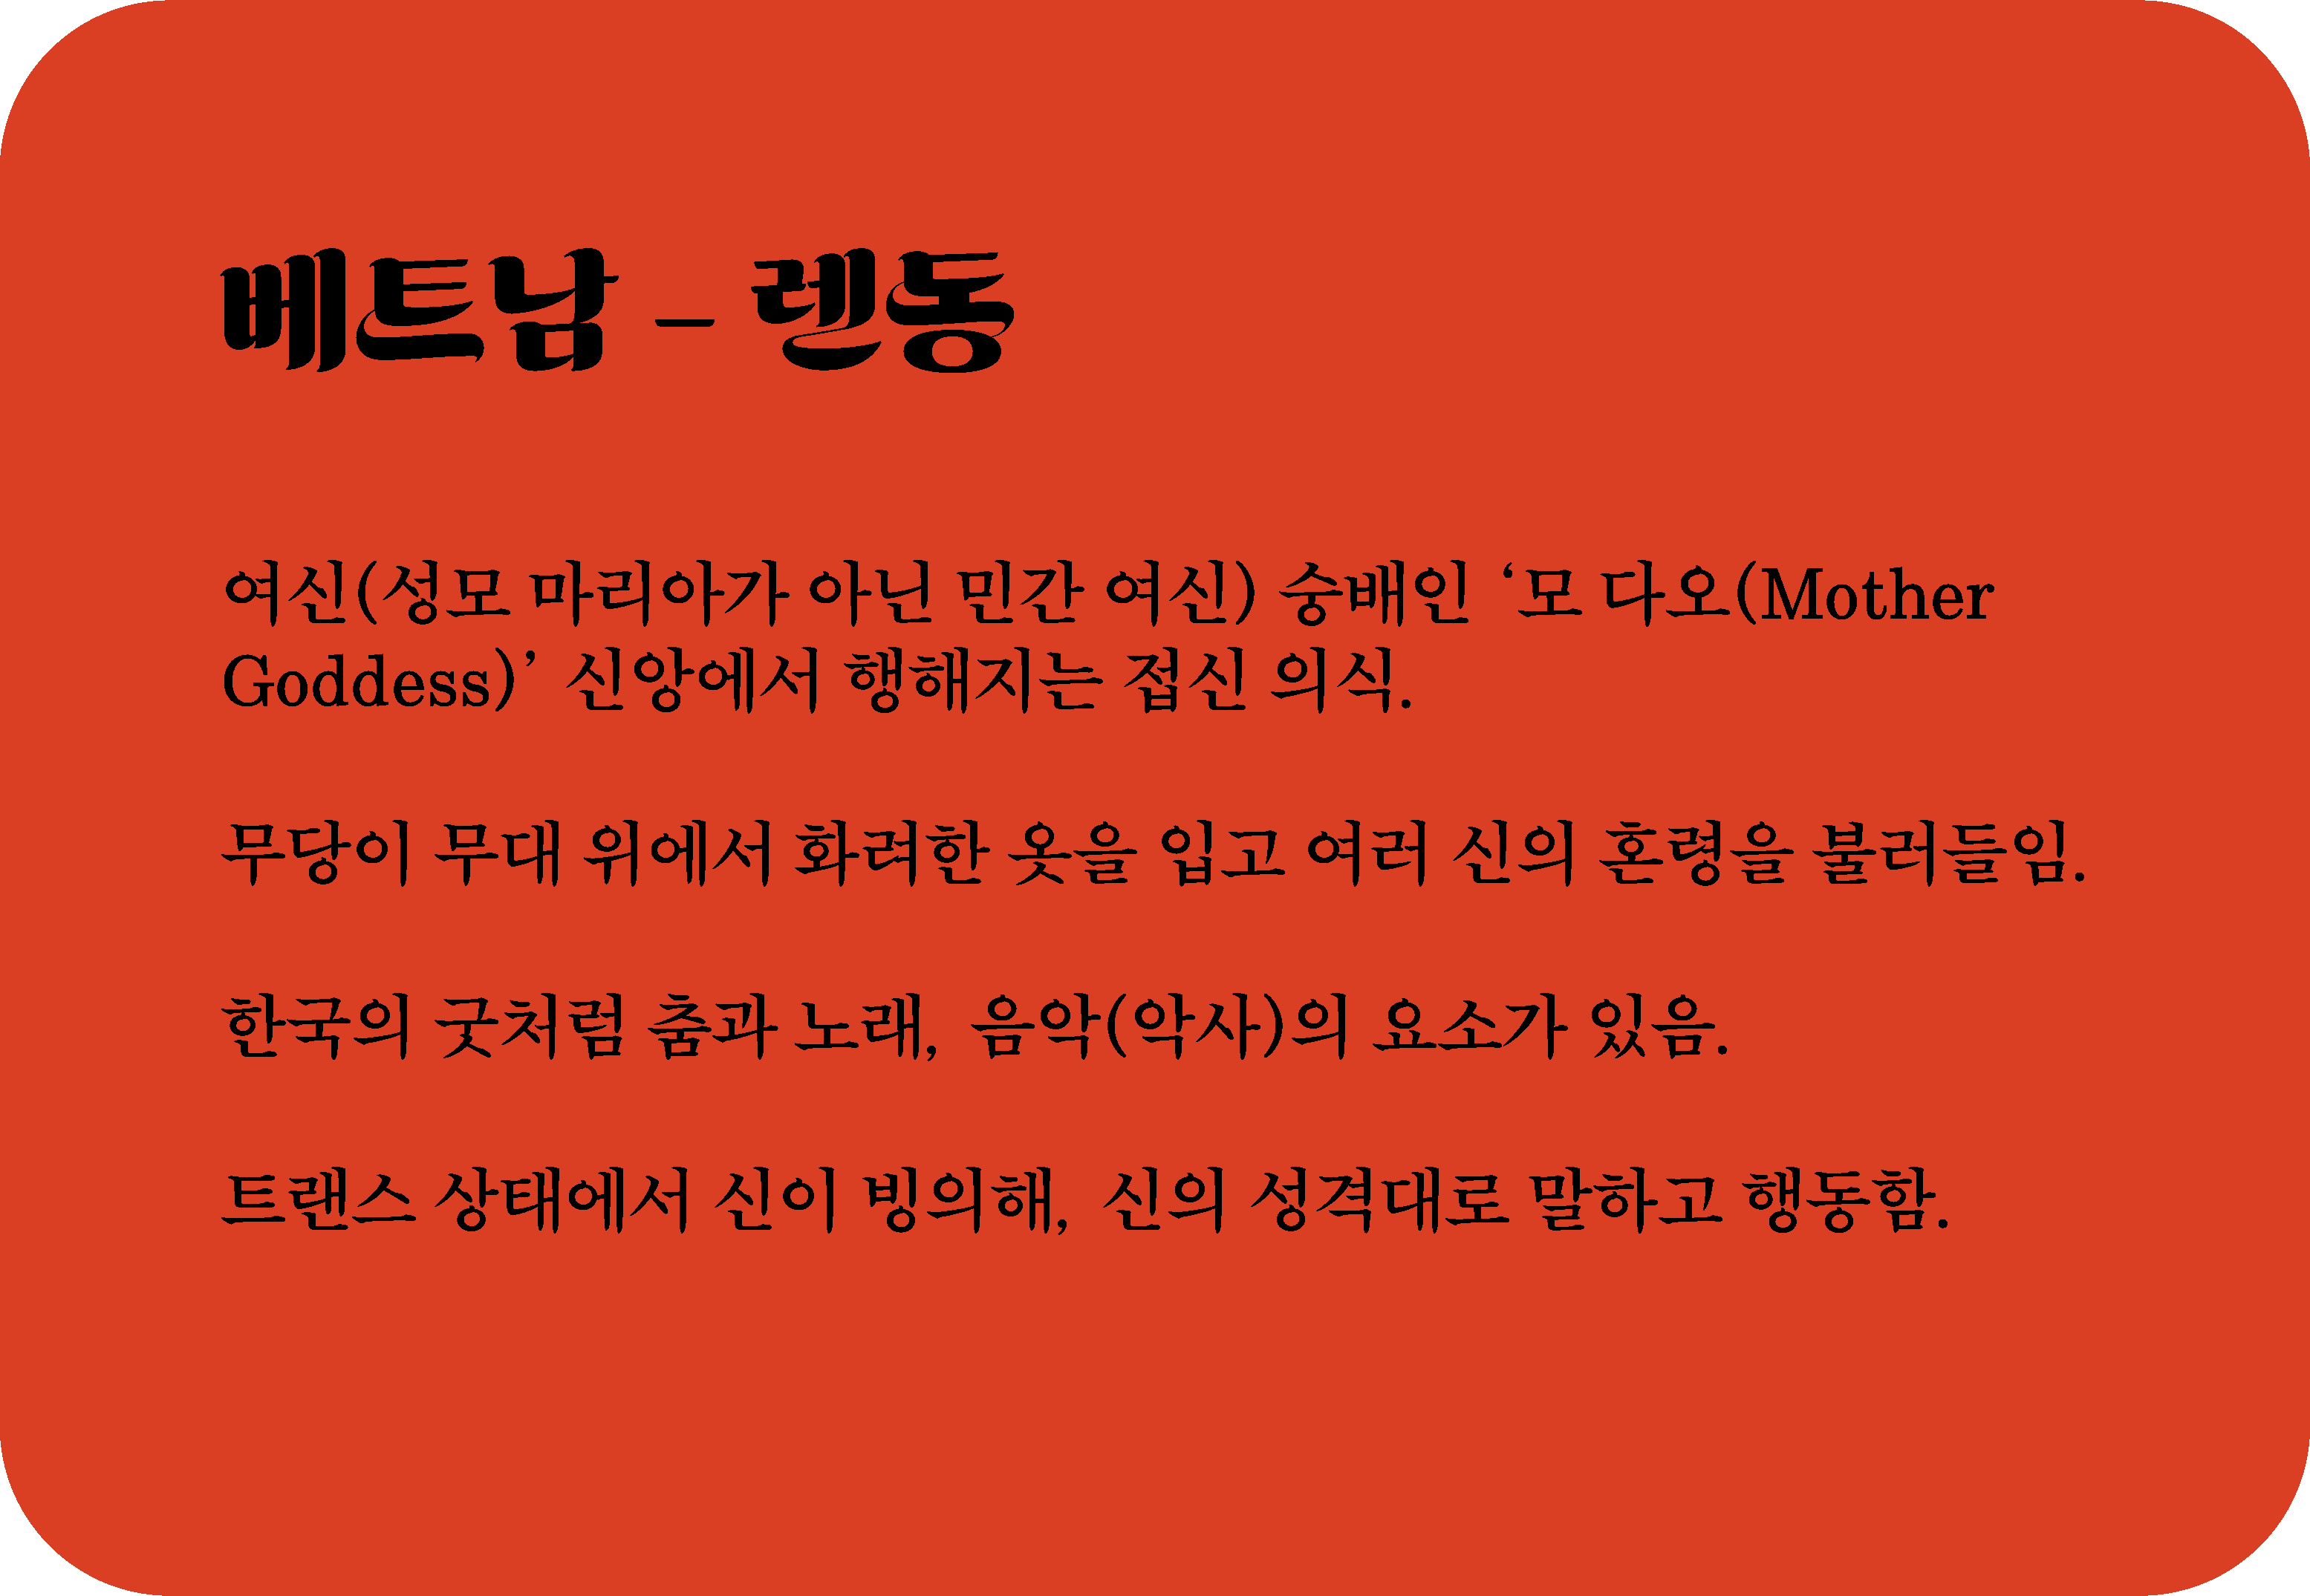 베트남 – 렌동
여신(성모 마리아가 아닌 민간 여신) 숭배인 ‘모 다오(Mother
Goddess)’ 신앙에서 행해지는 접신 의식.
무당이 무대 위에서 화려한 옷을 입고 여러 신의 혼령을 불러들임.
한국의 굿처럼 춤과 노래, 음악(악사)의 요소가 있음.
트랜스 상태에서 신이 빙의해, 신의 성격대로 말하고 행동함.